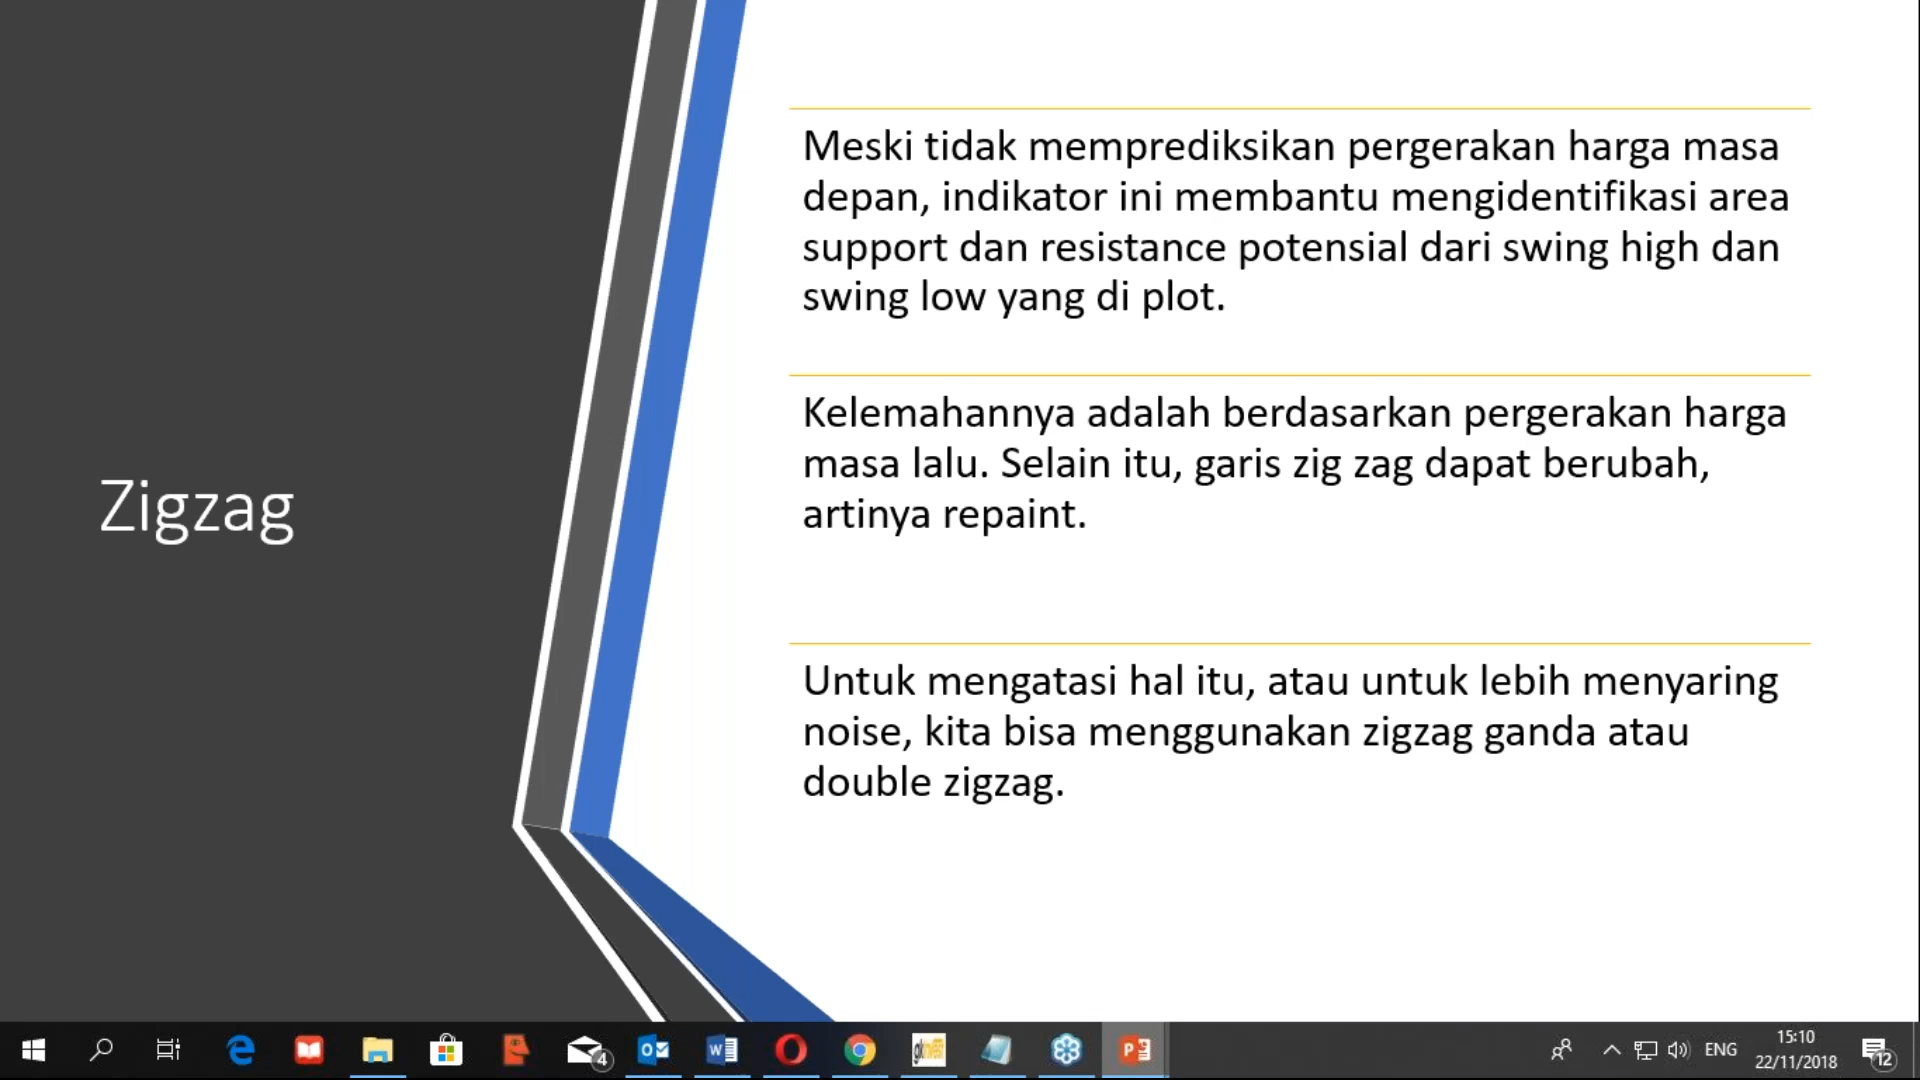 Zigzag
Meski tidak memprediksikan pergerakan harga masa
depan, indikator ini membantu mengidentifikasi area
support dan resistance potensial dari swing high dan
swing low yang di plot.
Kelemahannya adalah berdasarkan pergerakan harga
masa lalu. Selain itu, garis zig zag dapat berubah,
artinya repaint.
Untuk mengatasi hal itu, atau untuk lebih menyaring
noise, kita bisa menggunakan zigzag ganda atau
double zigzag.
4
ENG
15:10
22/11/2018
12